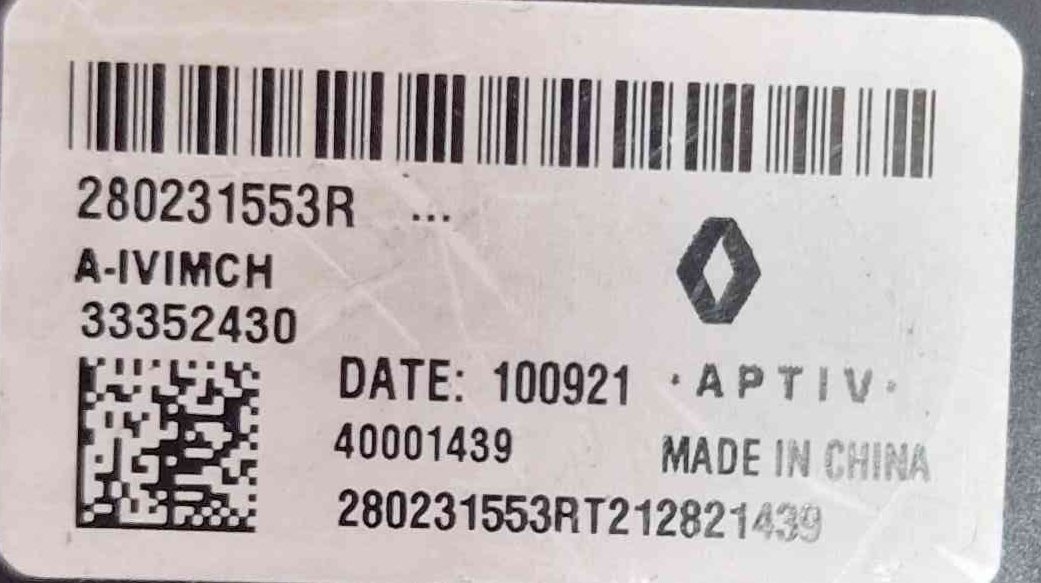 280231553R ...
A-IVIMCH
33352430
DATE: 100921
·APTIV·
40001439
MADE IN CHINA
280231553RT212821439